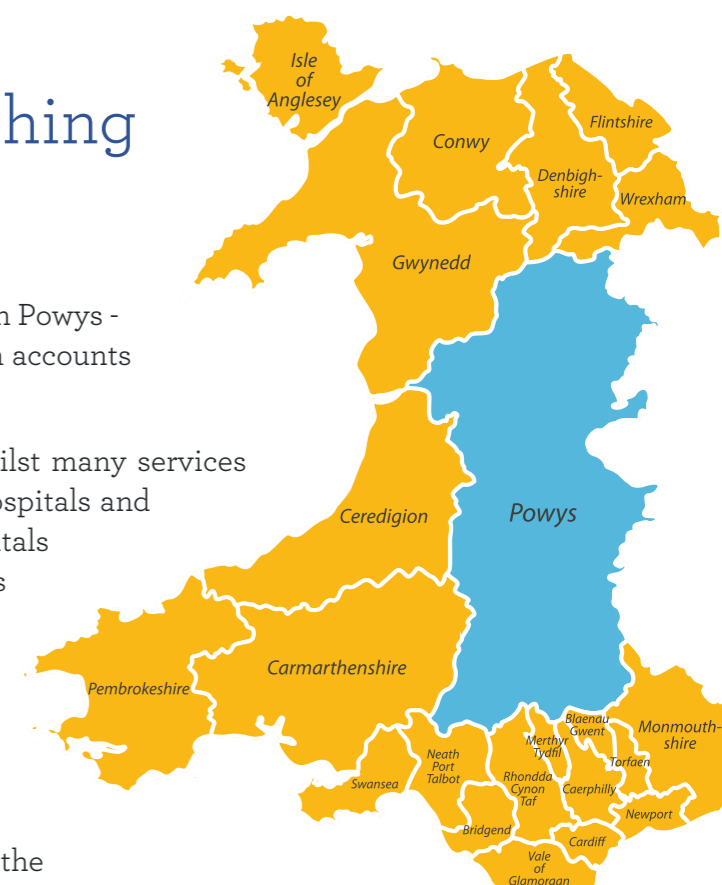 hing
Powys -
accounts
many services
ospitals and
the
Isle
of
Anglesey
Conwy
Flintshire
Denbigh-
shire
Wrexham
Gwynedd
Powys
Ceredigion
Carmarthenshire
Pembrokeshire
Swansea
Neath
Port
Talbot
Bridgend
Rhondda
Cynon
Taf
Merthyr
Tydfil
Blaenau
Gwent
Caerphilly
Torfaen
Monmouth-
shire
Newport
Cardiff
Vale
of
Glamorgan